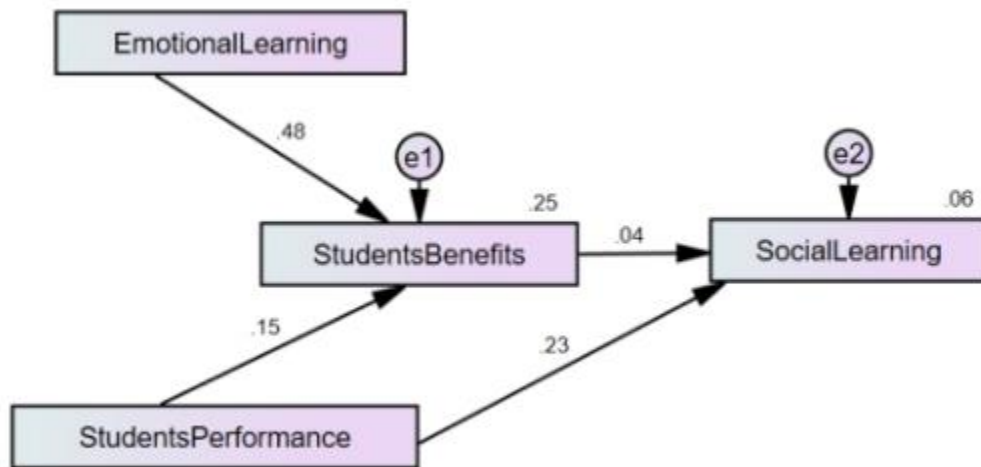 EmotionalLearning
.48
e1
e2
.25
.06
StudentsBenefits
.04
SocialLearning
.15
.23
StudentsPerformance